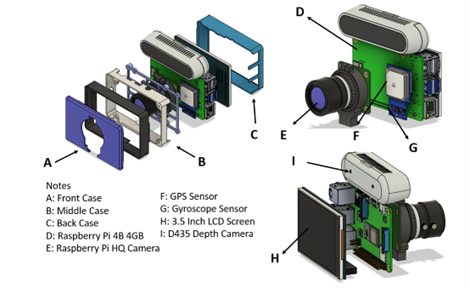 D
E
F
G
C
A
B
I
H
Notes
A: Front Case
B: Middle Case
C: Back Case
D: Raspberry Pi 4B 4GB
E: Raspberry Pi HQ Camera
F: GPS Sensor
G: Gyroscope Sensor
H: 3.5 Inch LCD Screen
I: D435 Depth Camera